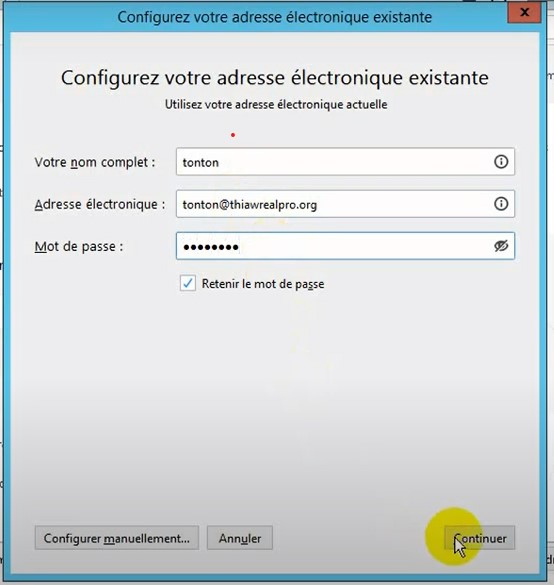 Configurez votre adresse électronique existante
Configurez votre adresse électronique existante
Utilisez votre adresse électronique actuelle
Votre nom complet : tonton
Adresse électronique : tonton@thiawrealpro.org
Mot de passe : ●●●●●●●●
Retenir le mot de passe
Configurer manuellement... Annuler Continuer